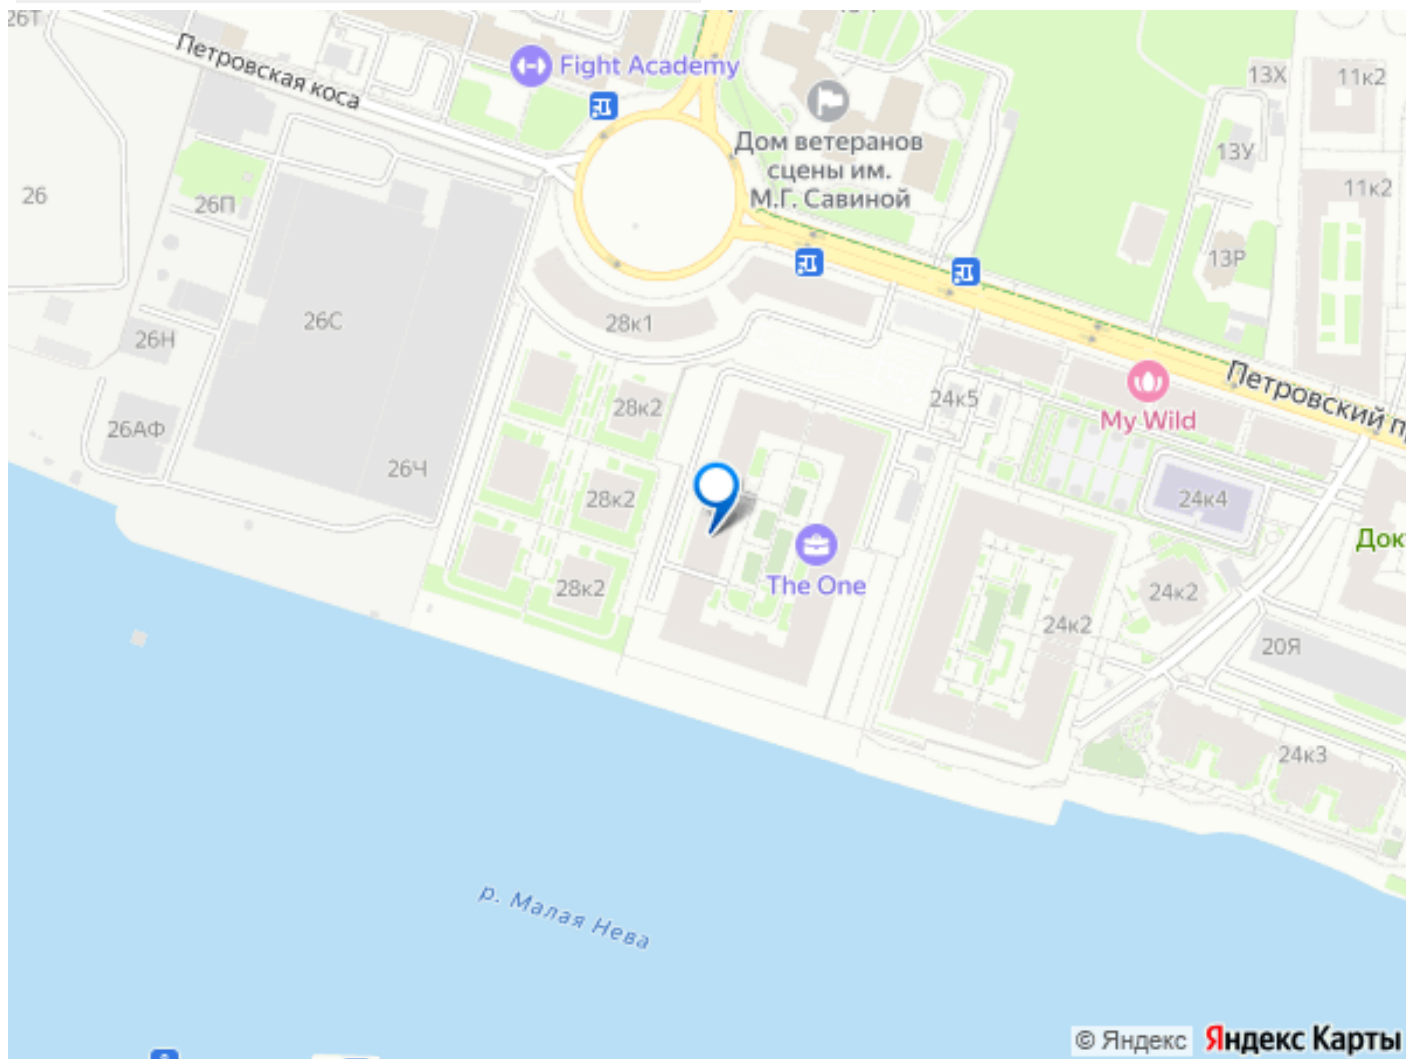 26Т
Петровская коса
Fight Academy
13Х
11к2
Дом ветеранов
сцены им.
М.Г. Савиной
13У
26
26П
11к2
13Р
26С
28к1
26Н
Петровский п
My Wild
24к5
28к2
26АФ
26Ч
28к2
24к4
Док
The One
28к2
24к2
24к2
20Я
24к3
р. Малая Нева
© Яндекс Яндекс Карты